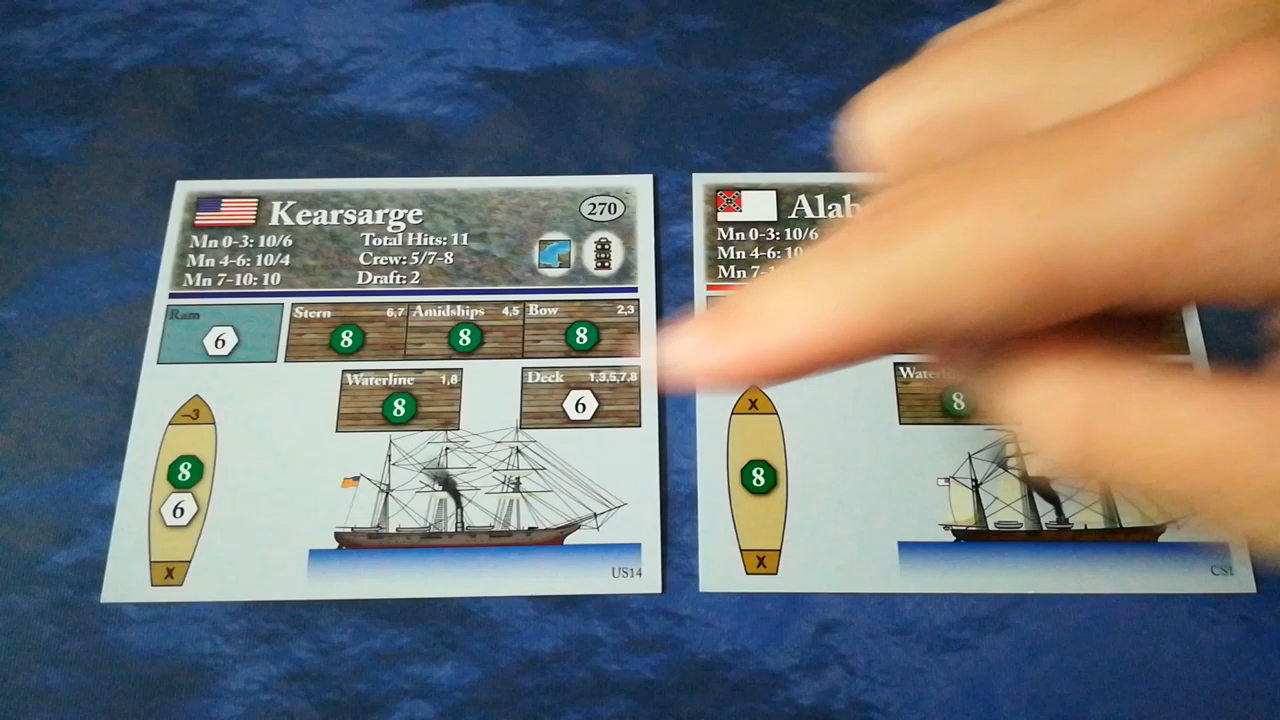 Kearsarge
270
Mn 0-3: 10/6
Total Hits: 11
Mn 4-6: 10/4
Crew: 5/7-8
Mn 7-10: 10
Draft: 2
Ram
6
Stern 6,7
8
Amidships 4,5
8
Bow 2,3
8
Waterline 1,8
8
Deck 1,3,5,7,8
6
-3
8
6
X
US14
Mn 0-3: 10/6
Mn 4-6:
8
X
8
X